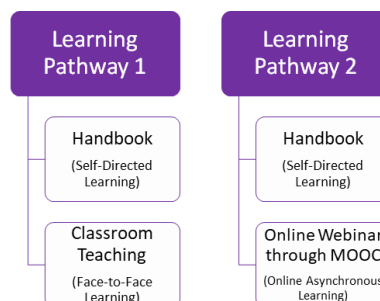 Learning
Pathway 1
Handbook
(Self-Directed
Learning)
Classroom
Teaching
(Face-to-Face
Learning)
Learning
Pathway 2
Handbook
(Self-Directed
Learning)
Online Webinar
through MOOC
(Online Asynchronous
Learning)